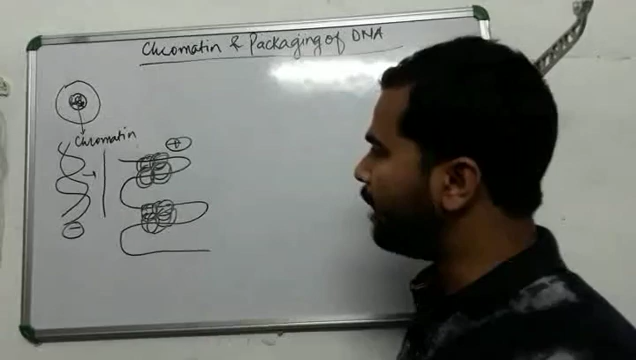 Chromatin & Packaging of DNA
Chromatin
+
−